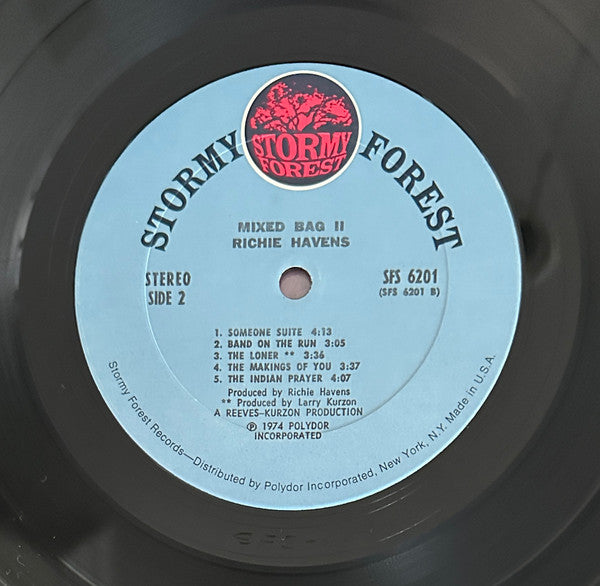 STORMY
FOREST
STORMY FOREST
MIXED BAG II
RICHIE HAVENS
STEREO
SIDE 2
SFS 6201
(SFS 6201 B)
1. SOMEONE SUITE 4:13
2. BAND ON THE RUN 3:05
3. THE LONER ** 3:36
4. THE MAKINGS OF YOU 3:37
5. THE INDIAN PRAYER 4:07
Produced by Richie Havens
** Produced by Larry Kurzon
A REEVES-KURZON PRODUCTION
℗ 1974 POLYDOR
INCORPORATED
Stormy Forest Records—Distributed by Polydor Incorporated, New York, N.Y. Made in U.S.A.